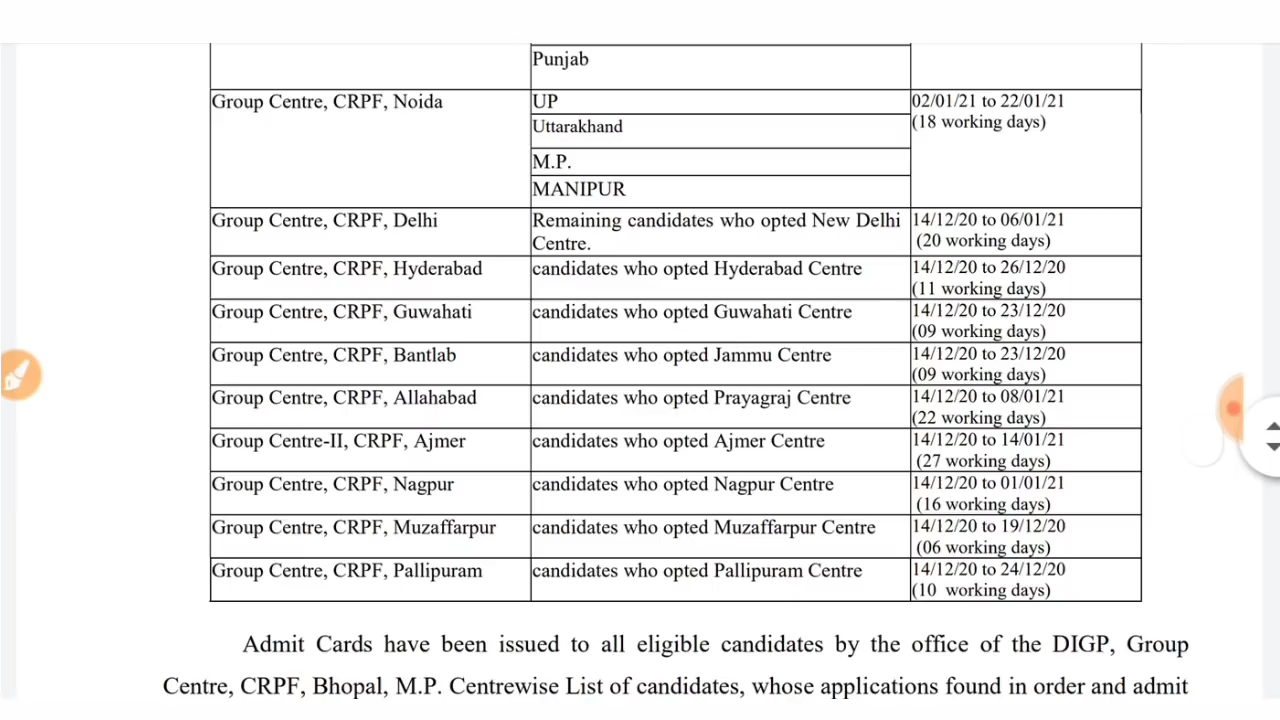 Punjab
Group Centre, CRPF, Noida
UP
02/01/21 to 22/01/21
(18 working days)
Uttarakhand
M.P.
MANIPUR
Group Centre, CRPF, Delhi
Remaining candidates who opted New Delhi
Centre.
14/12/20 to 06/01/21
(20 working days)
Group Centre, CRPF, Hyderabad
candidates who opted Hyderabad Centre
14/12/20 to 26/12/20
(11 working days)
Group Centre, CRPF, Guwahati
candidates who opted Guwahati Centre
14/12/20 to 23/12/20
(09 working days)
Group Centre, CRPF, Bantlab
candidates who opted Jammu Centre
14/12/20 to 23/12/20
(09 working days)
Group Centre, CRPF, Allahabad
candidates who opted Prayagraj Centre
14/12/20 to 08/01/21
(22 working days)
Group Centre-II, CRPF, Ajmer
candidates who opted Ajmer Centre
14/12/20 to 14/01/21
(27 working days)
Group Centre, CRPF, Nagpur
candidates who opted Nagpur Centre
14/12/20 to 01/01/21
(16 working days)
Group Centre, CRPF, Muzaffarpur
candidates who opted Muzaffarpur Centre
14/12/20 to 19/12/20
(06 working days)
Group Centre, CRPF, Pallipuram
candidates who opted Pallipuram Centre
14/12/20 to 24/12/20
(10 working days)
Admit Cards have been issued to all eligible candidates by the office of the DIGP, Group
Centre, CRPF, Bhopal, M.P. Centrewise List of candidates, whose applications found in order and admit